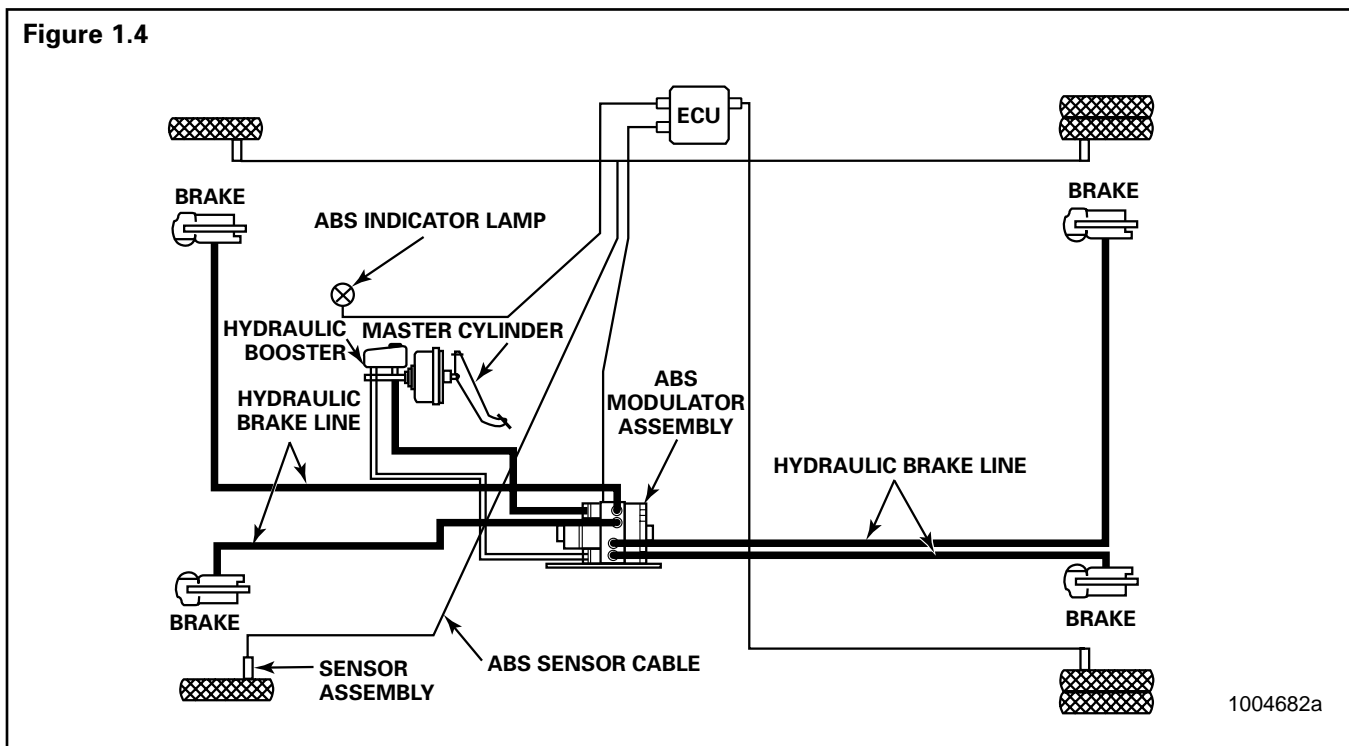 Figure 1.4
ECU
BRAKE
BRAKE
ABS INDICATOR LAMP
HYDRAULIC
BOOSTER
MASTER CYLINDER
HYDRAULIC
BRAKE LINE
ABS
MODULATOR
ASSEMBLY
HYDRAULIC BRAKE LINE
BRAKE
BRAKE
SENSOR
ASSEMBLY
ABS SENSOR CABLE
1004682a